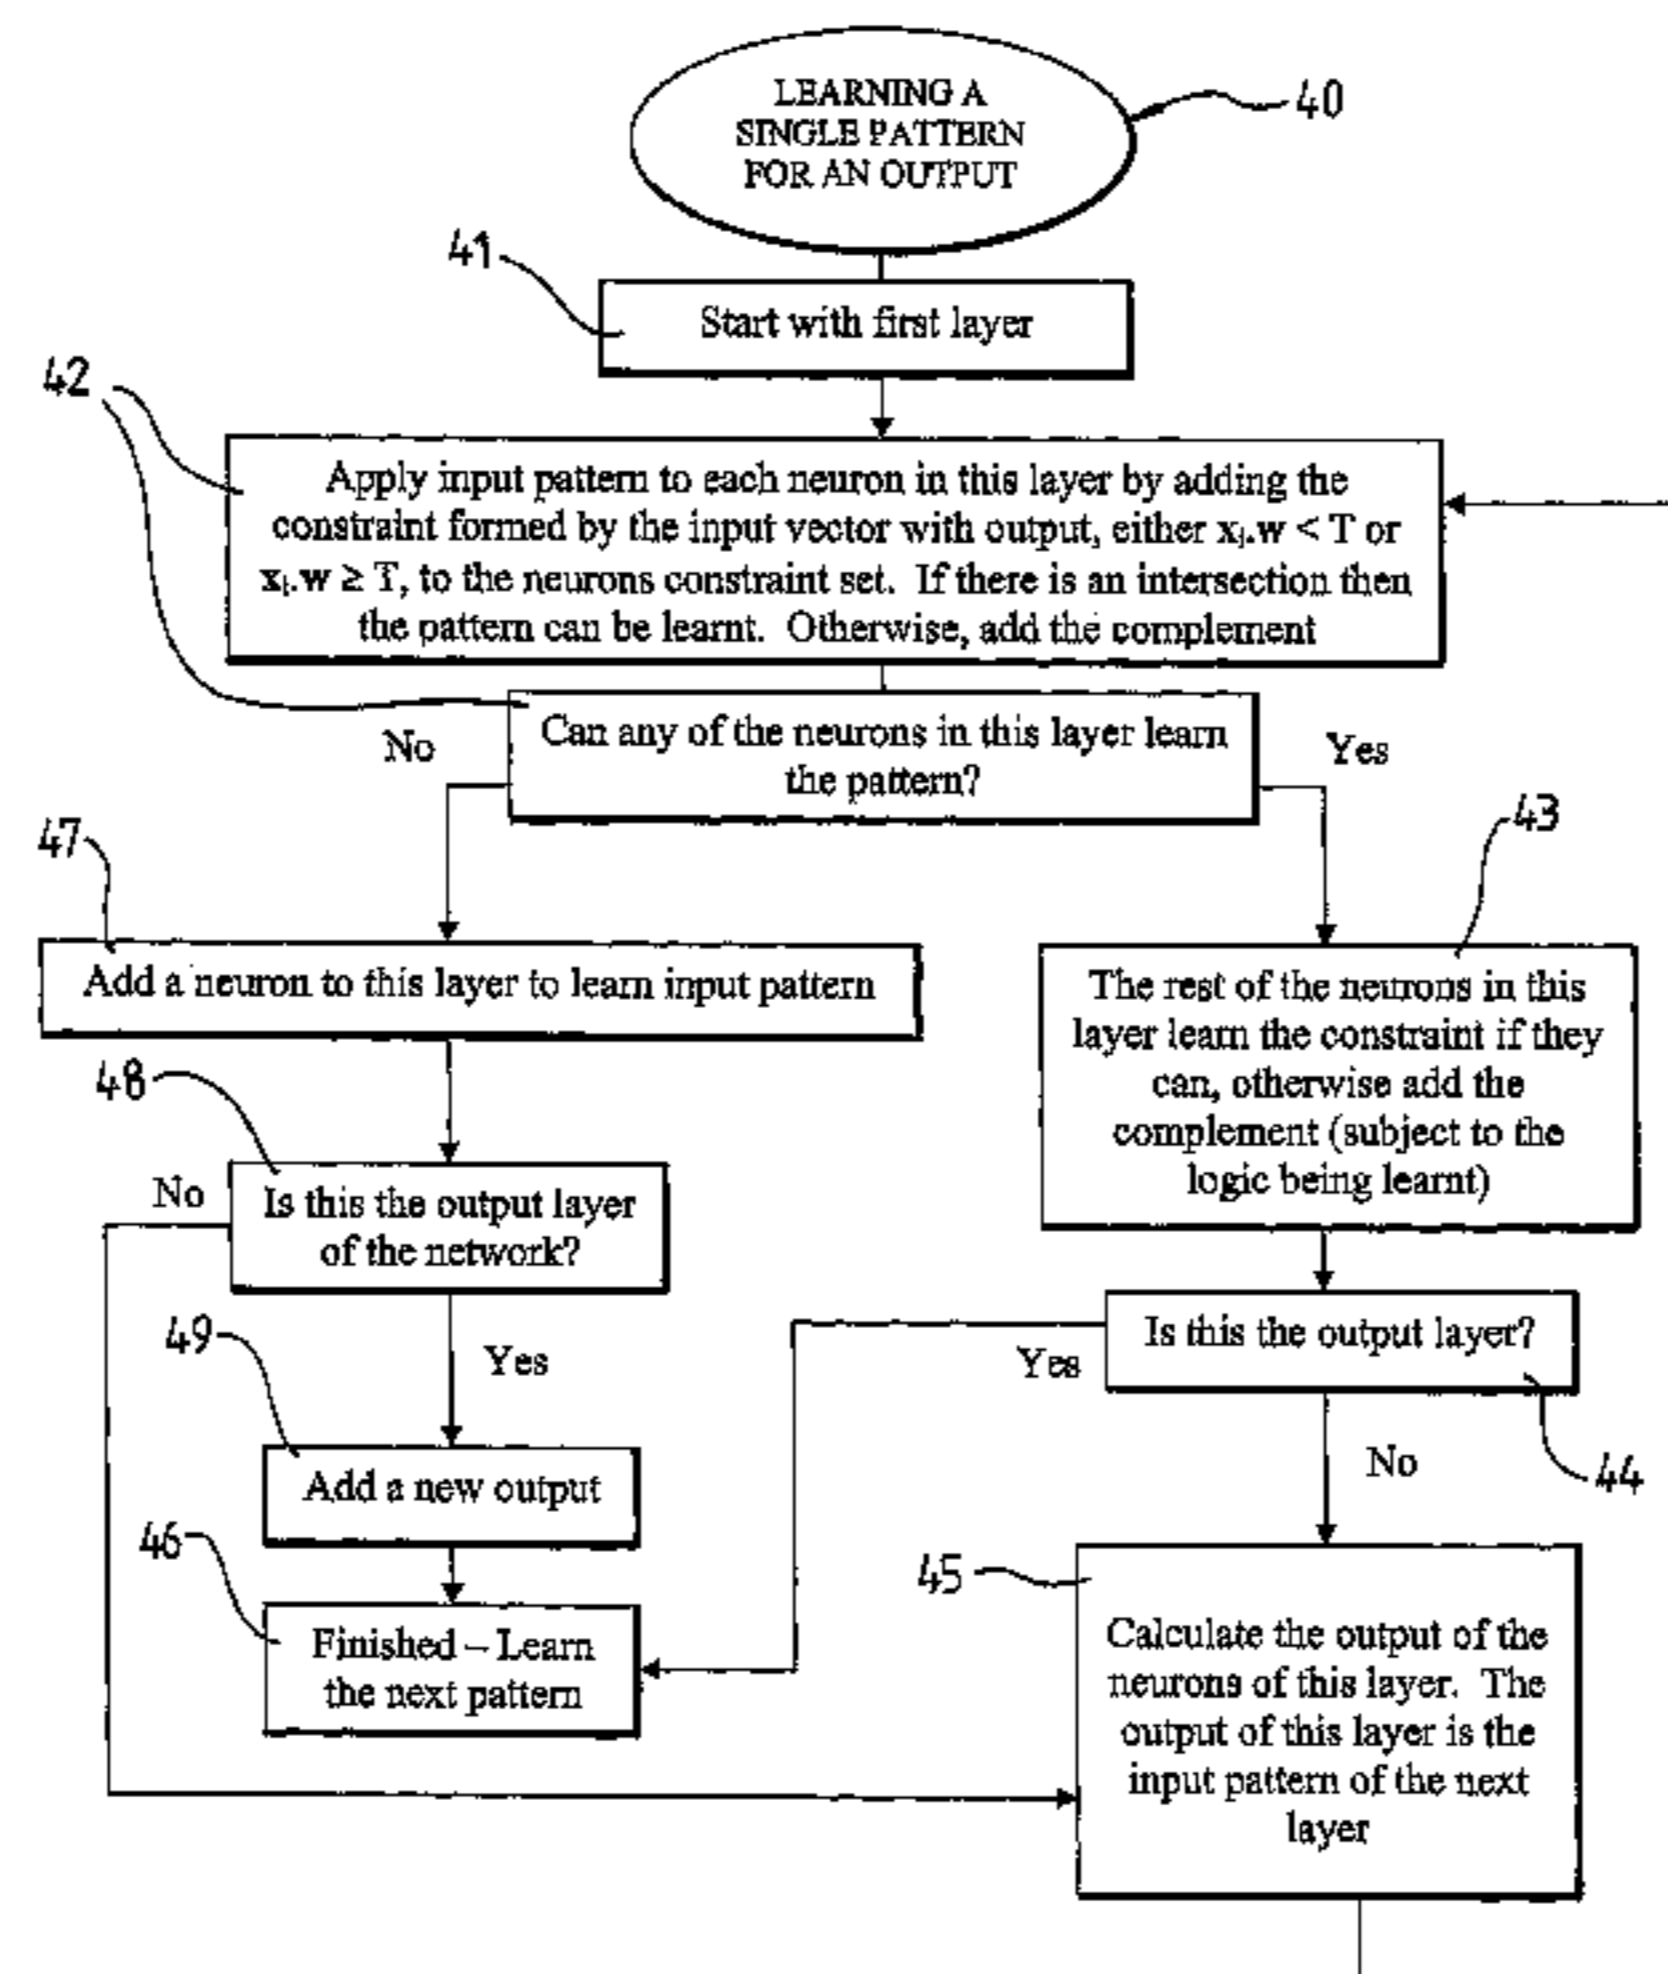 LEARNING A
SINGLE PATTERN
FOR AN OUTPUT
40
41
Start with first layer
42
Apply input pattern to each neuron in this layer by adding the
constraint formed by the input vector with output, either xᵢ.w < T or
xᵢ.w ≥ T, to the neurons constraint set. If there is an intersection then
the pattern can be learnt. Otherwise, add the complement
Can any of the neurons in this layer learn
the pattern?
No
Yes
47
43
Add a neuron to this layer to learn input pattern
The rest of the neurons in this
layer learn the constraint if they
can, otherwise add the
complement (subject to the
logic being learnt)
48
No
Is this the output layer
of the network?
49
Yes
Is this the output layer?
Yes
44
No
Add a new output
46
Finished – Learn
the next pattern
45
Calculate the output of the
neurons of this layer. The
output of this layer is the
input pattern of the next
layer